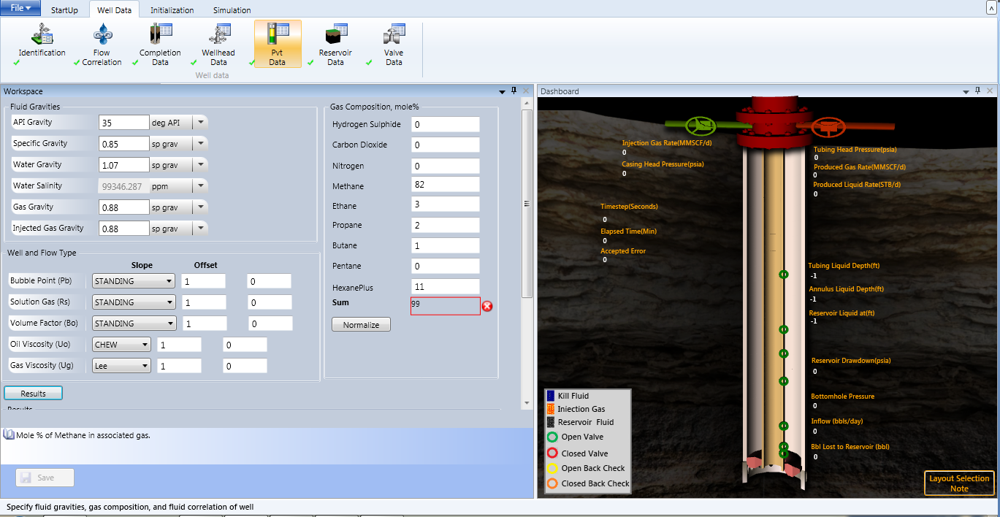 File
StartUp
Well Data
Initialization
Simulation
Identification
Flow
Correlation
Completion
Data
Wellhead
Data
Pvt
Data
Reservoir
Data
Valve
Data
Well data
Workspace
Fluid Gravities
API Gravity 35 deg API
Specific Gravity 0.85 sp grav
Water Gravity 1.07 sp grav
Water Salinity 99346.287 ppm
Gas Gravity 0.88 sp grav
Injected Gas Gravity 0.88 sp grav
Well and Flow Type
Slope Offset
Bubble Point (Pb) STANDING 1 0
Solution Gas (Rs) STANDING 1 0
Volume Factor (Bo) STANDING 1 0
Oil Viscosity (Uo) CHEW 1 0
Gas Viscosity (Ug) Lee 1 0
Results
Results
Gas Composition, mole%
Hydrogen Sulphide 0
Carbon Dioxide 0
Nitrogen 0
Methane 82
Ethane 3
Propane 2
Butane 1
Pentane 0
HexanePlus 11
Sum 99
Normalize
Mole % of Methane in associated gas.
Save
Specify fluid gravities, gas composition, and fluid correlation of well
Dashboard
Injection Gas Rate(MMSCF/d)
0
Casing Head Pressure(psia)
0
Timestep(Seconds)
0
Elapsed Time(Min)
0
Accepted Error
0
Tubing Head Pressure(psia)
0
Produced Gas Rate(MMSCF/d)
0
Produced Liquid Rate(STB/d)
0
Tubing Liquid Depth(ft)
-1
Annulus Liquid Depth(ft)
-1
Reservoir Liquid at(ft)
-1
Reservoir Drawdown(psia)
0
Bottomhole Pressure
0
Inflow (bbls/day)
0
Bbl Lost to Reservoir (bbl)
0
Kill Fluid
Injection Gas
Reservoir Fluid
Open Valve
Closed Valve
Open Back Check
Closed Back Check
Layout Selection
Note